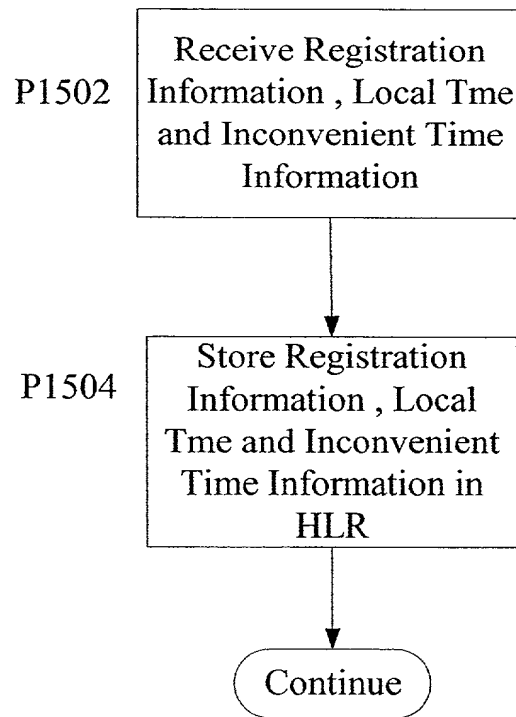 P1502
Receive Registration
Information , Local Tme
and Inconvenient Time
Information
P1504
Store Registration
Information , Local
Tme and Inconvenient
Time Information in
HLR
Continue